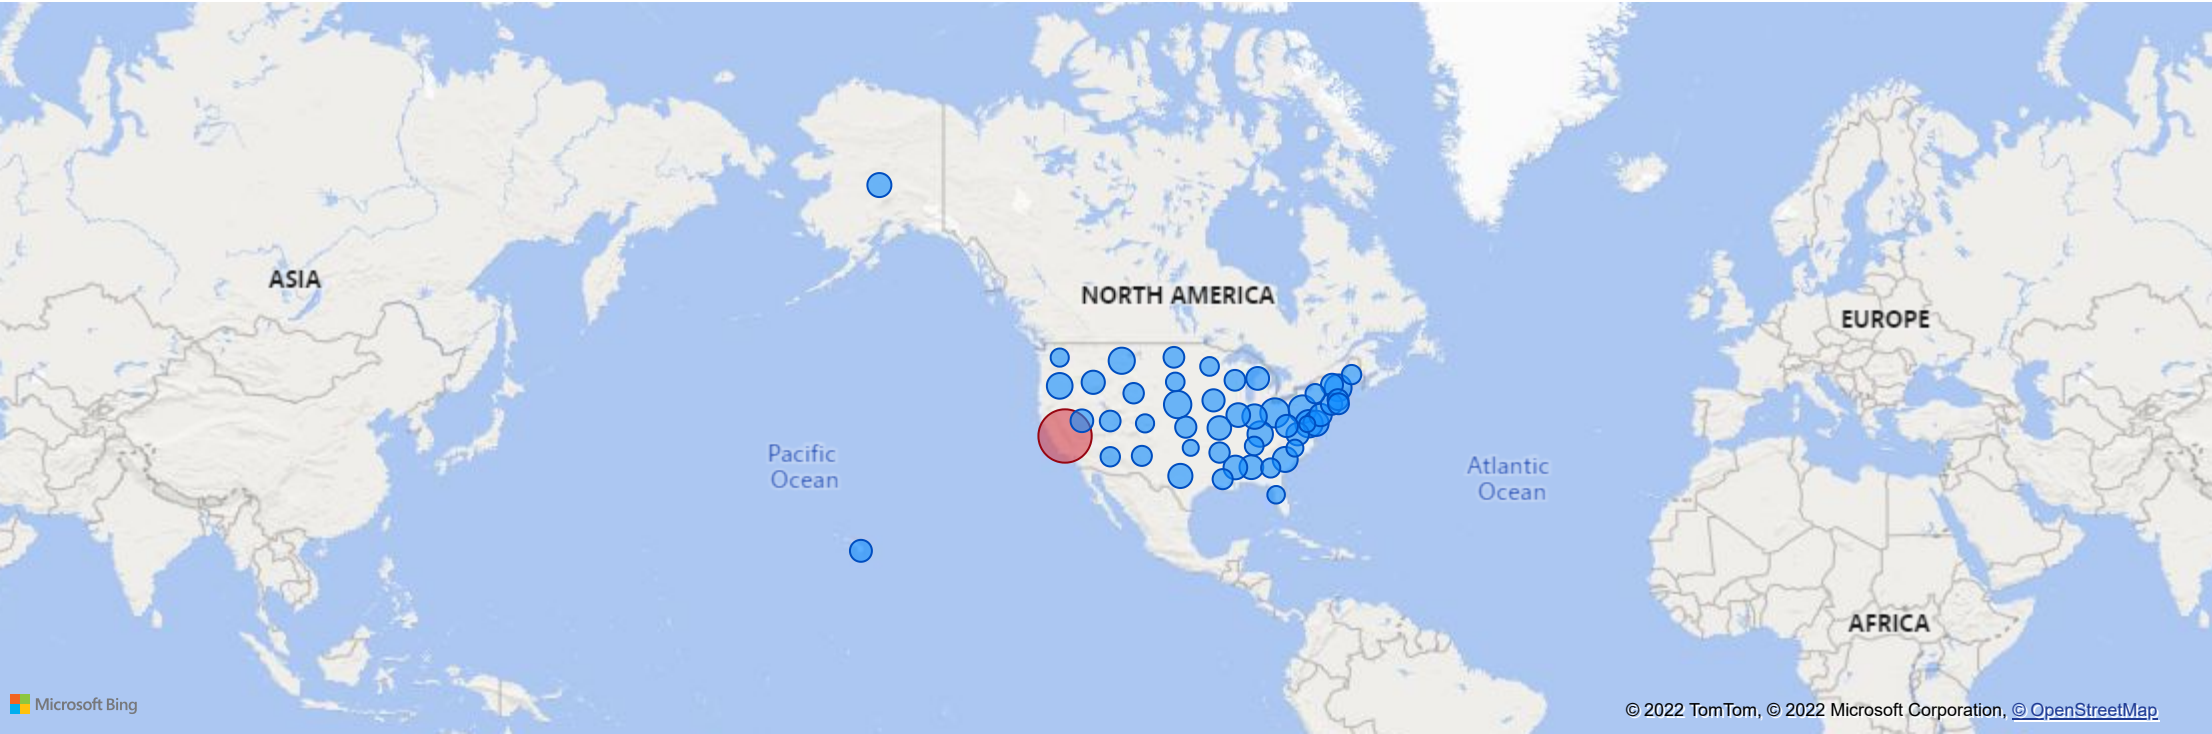 ASIA
NORTH AMERICA
EUROPE
Pacific
Ocean
Atlantic
Ocean
AFRICA
Microsoft Bing
© 2022 TomTom, © 2022 Microsoft Corporation, © OpenStreetMap